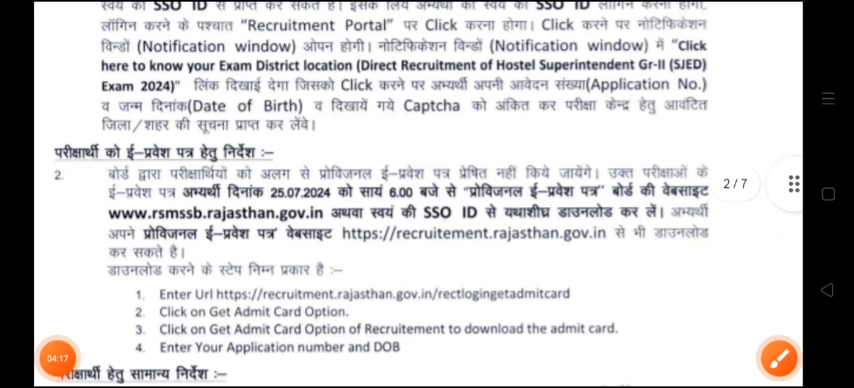 स्वयं की SSO ID से प्राप्त कर सकते है। इसके लिये अभ्यर्थी को स्वयं की SSO ID लॉगिन करना होगा,
लॉगिन करने के पश्चात "Recruitment Portal" पर Click करना होगा। Click करने पर नोटिफिकेशन
विन्डों (Notification window) ओपन होगी। नोटिफिकेशन विन्डों (Notification window) में "Click
here to know your Exam District location (Direct Recruitment of Hostel Superintendent Gr-II (SJED)
Exam 2024)" लिंक दिखाई देगा जिसको Click करने पर अभ्यर्थी अपनी आवेदन संख्या(Application No.)
व जन्म दिनांक(Date of Birth) व दिखायें गये Captcha को अंकित कर परीक्षा केन्द्र हेतु आवंटित
जिला/शहर की सूचना प्राप्त कर लेंवे।
परीक्षार्थी को ई-प्रवेश पत्र हेतु निर्देश :-
2. बोर्ड द्वारा परीक्षार्थियों को अलग से प्रोविजनल ई-प्रवेश पत्र प्रेषित नहीं किये जायेंगे। उक्त परीक्षाओं के
ई-प्रवेश पत्र अभ्यर्थी दिनांक 25.07.2024 को सायं 6.00 बजे से "प्रोविजनल ई-प्रवेश पत्र" बोर्ड की वेबसाइट
2/7
www.rsmssb.rajasthan.gov.in अथवा स्वयं की SSO ID से यथाशीघ्र डाउनलोड कर लें। अभ्यर्थी
अपने प्रोविजनल ई-प्रवेश पत्र' वेबसाइट https://recruitement.rajasthan.gov.in से भी डाउनलोड
कर सकते है।
डाउनलोड करने के स्टेप निम्न प्रकार है :-
1. Enter Url https://recruitment.rajasthan.gov.in/rectlogingetadmitcard
2. Click on Get Admit Card Option.
3. Click on Get Admit Card Option of Recruitement to download the admit card.
4. Enter Your Application number and DOB
04:17
परीक्षार्थी हेतु सामान्य निर्देश :-